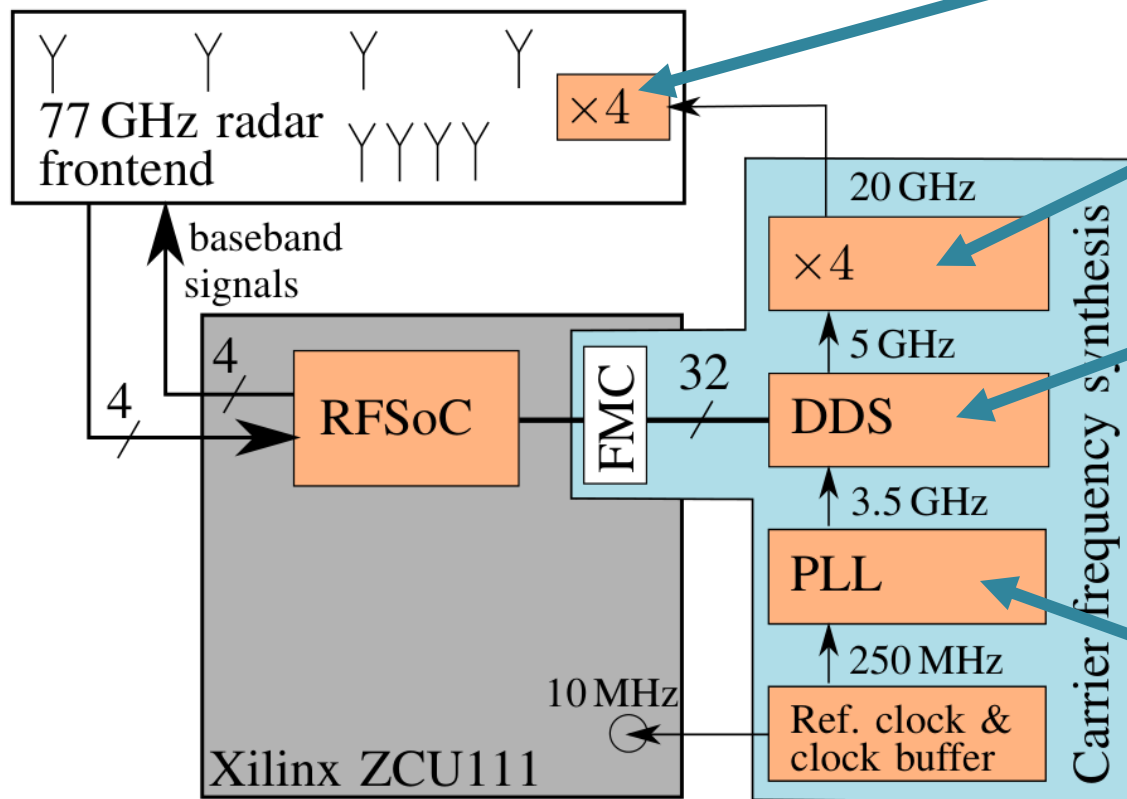 77 GHz radar
frontend
×4
20 GHz
baseband
signals
×4
4
4
5 GHz
RFSoC
FMC
32
DDS
3.5 GHz
PLL
250 MHz
10 MHz
Ref. clock &
clock buffer
Xilinx ZCU111
Carrier frequency synthesis